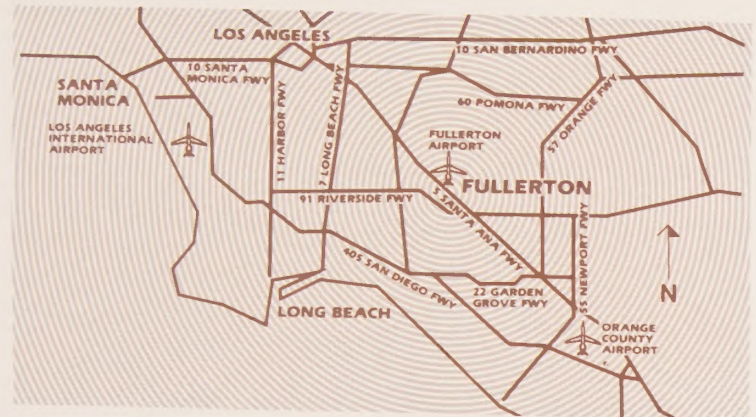 LOS ANGELES
10 SAN BERNARDINO FWY
10 SANTA
MONICA FWY
SANTA
MONICA
60 POMONA FWY
57 ORANGE FWY
11 HARBOR FWY
7 LONG BEACH FWY
LOS ANGELES
INTERNATIONAL
AIRPORT
FULLERTON
AIRPORT
FULLERTON
91 RIVERSIDE FWY
5 SANTA ANA FWY
55 NEWPORT FWY
405 SAN DIEGO FWY
22 GARDEN
GROVE FWY
N
LONG BEACH
ORANGE
COUNTY
AIRPORT